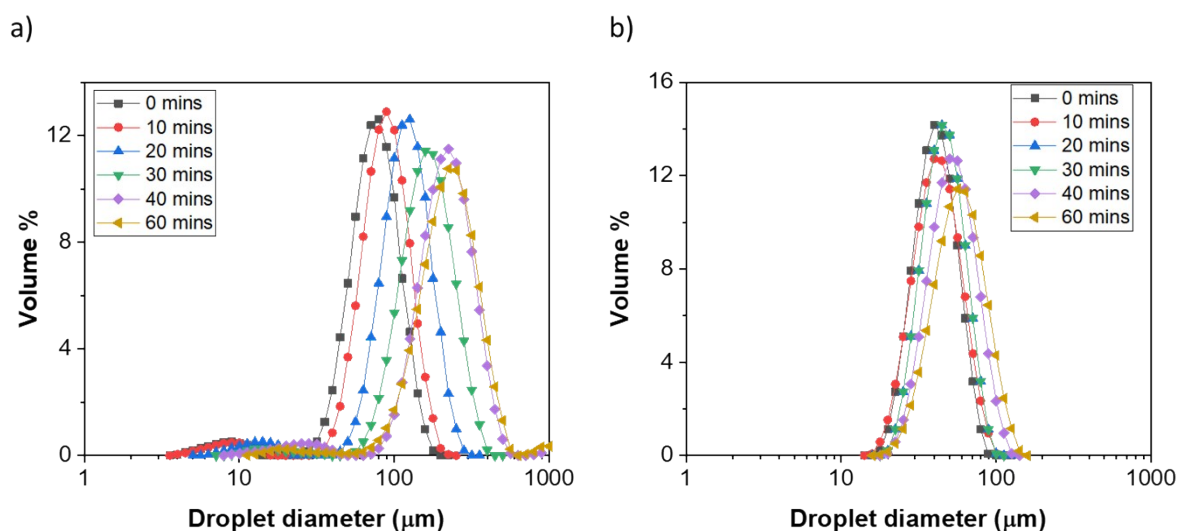 a)
12
8
4
0
Volume %
0 mins
10 mins
20 mins
30 mins
40 mins
60 mins
1
10
100
1000
Droplet diameter (μm)
b)
16
12
8
4
0
Volume %
0 mins
10 mins
20 mins
30 mins
40 mins
60 mins
1
10
100
1000
Droplet diameter (μm)